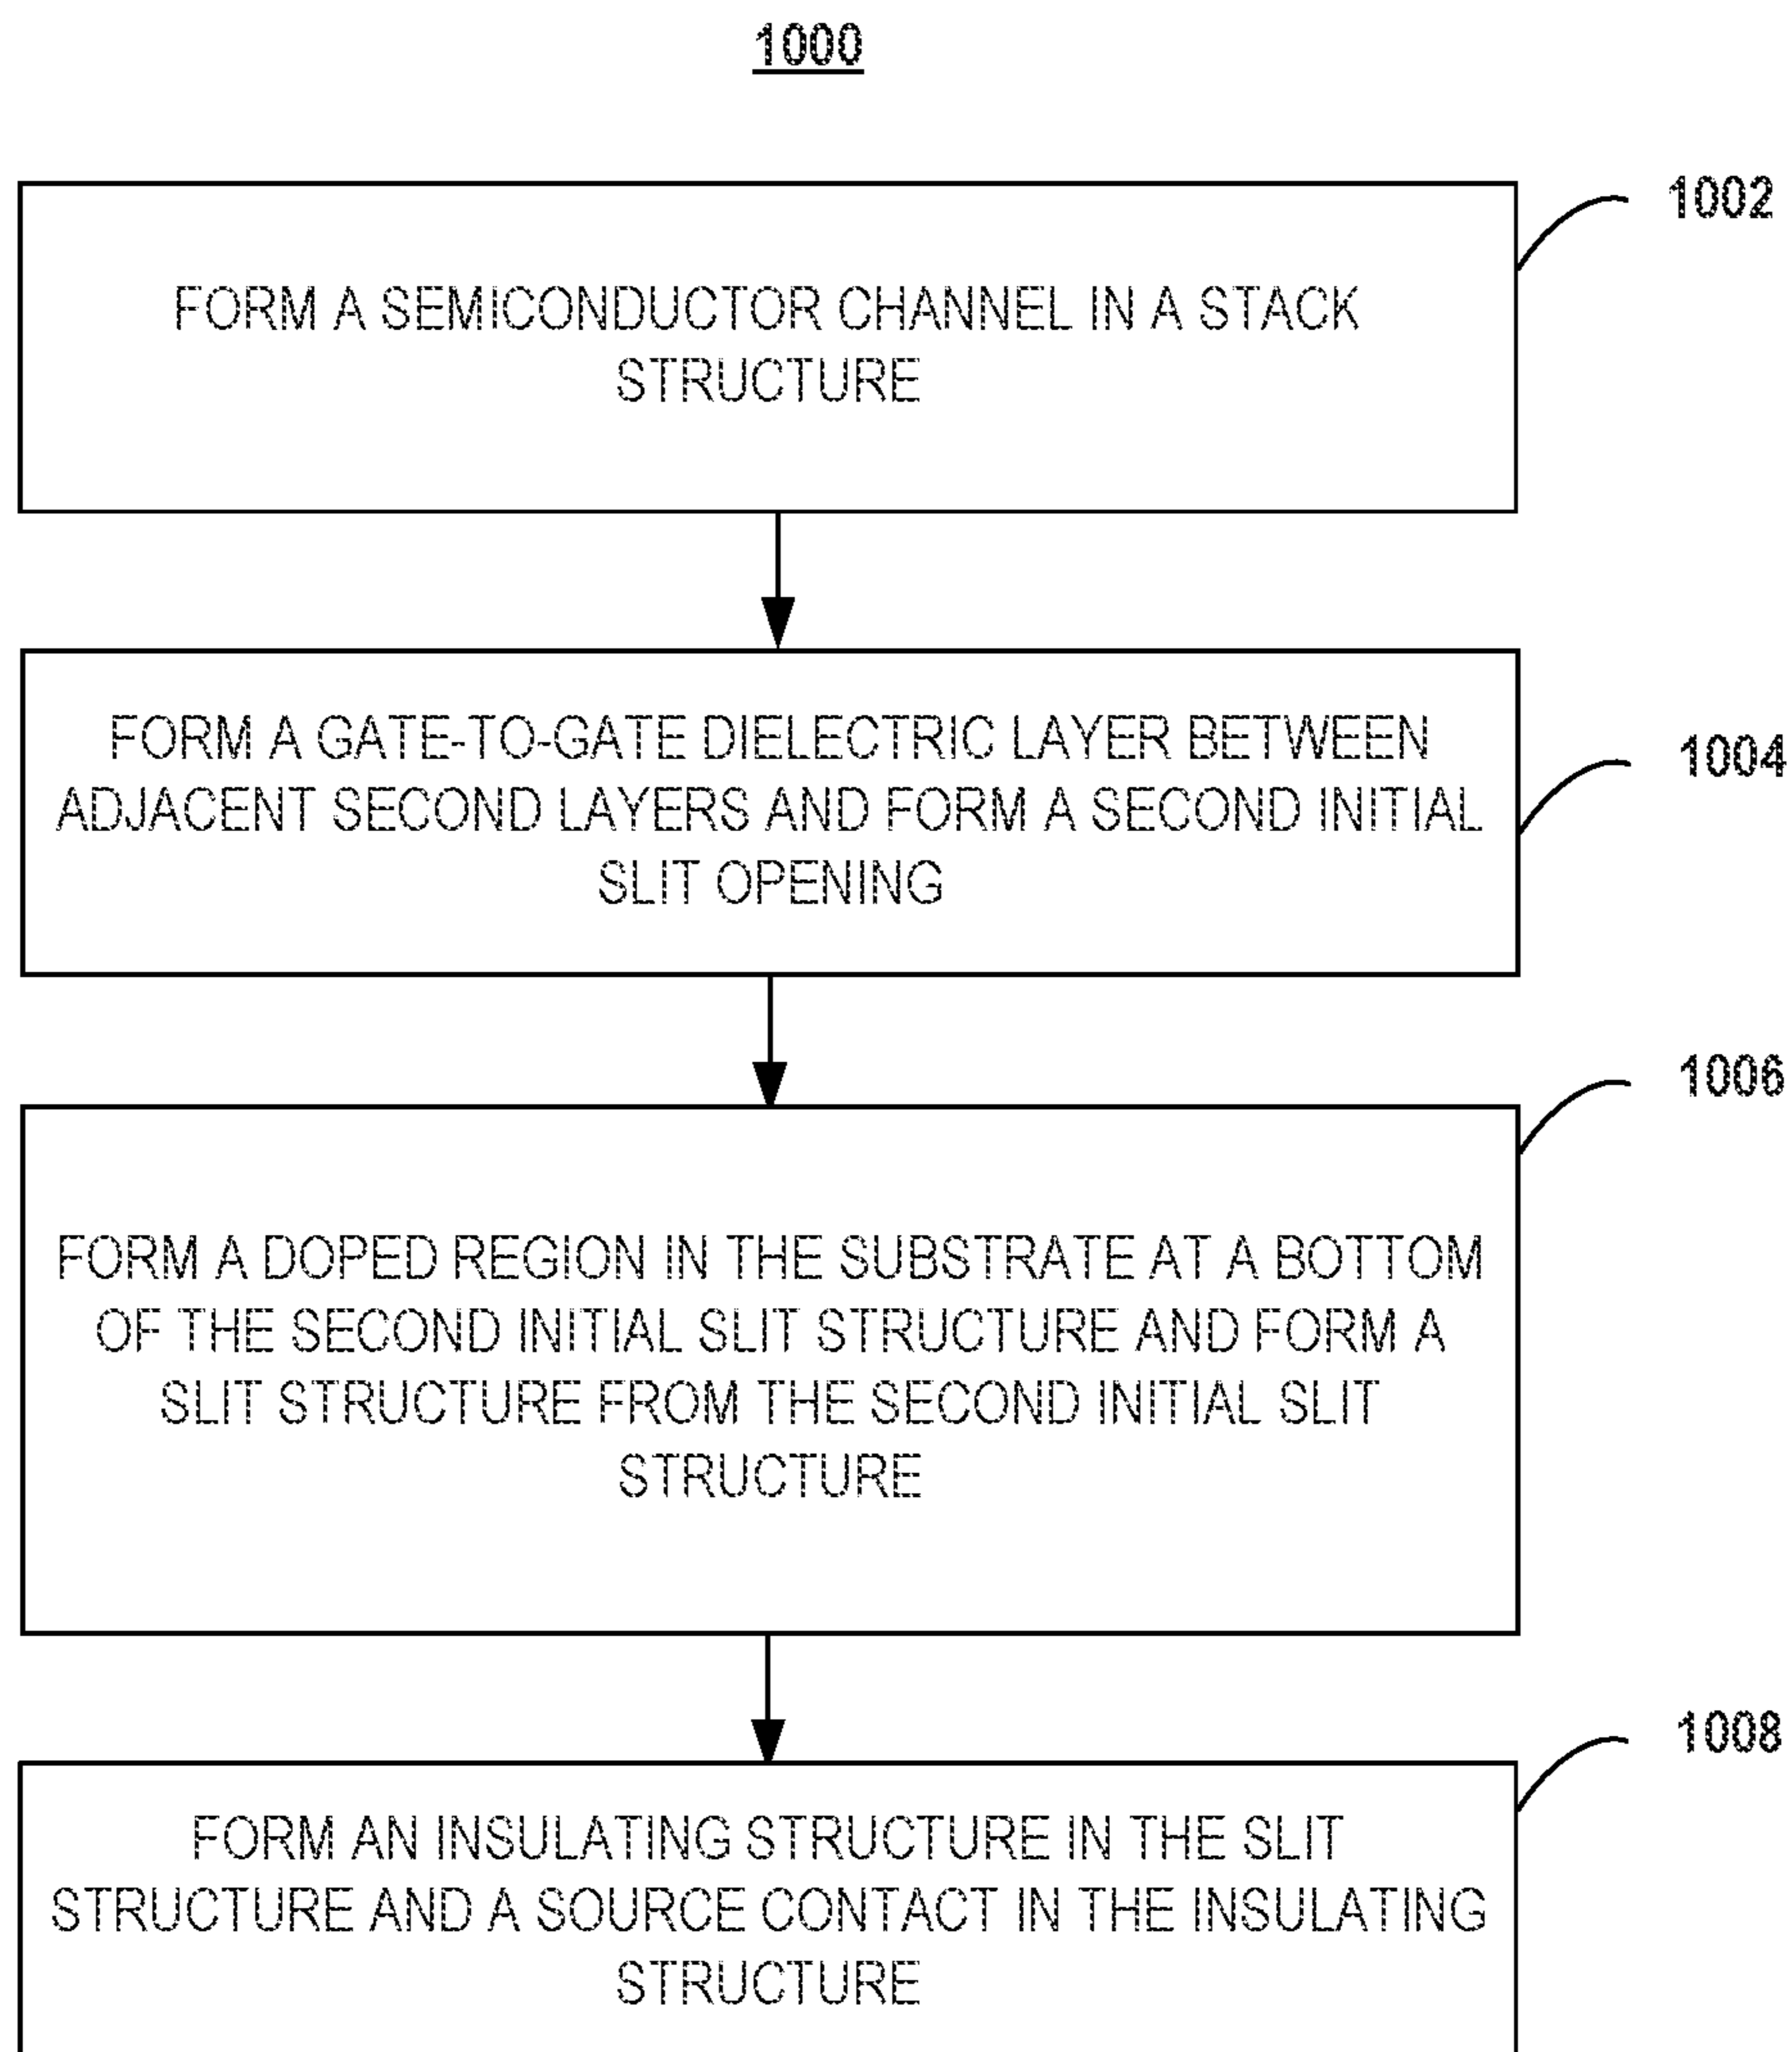 1000
1002
FORM A SEMICONDUCTOR CHANNEL IN A STACK
STRUCTURE
FORM A GATE-TO-GATE DIELECTRIC LAYER BETWEEN
1004
ADJACENT SECOND LAYERS AND FORM A SECOND INITIAL
SLIT OPENING
1006
FORM A DOPED REGION IN THE SUBSTRATE AT A BOTTOM
OF THE SECOND INITIAL SLIT STRUCTURE AND FORM A
SLIT STRUCTURE FROM THE SECOND INITIAL SLIT
STRUCTURE
1008
FORM AN INSULATING STRUCTURE IN THE SLIT
STRUCTURE AND A SOURCE CONTACT IN THE INSULATING
STRUCTURE